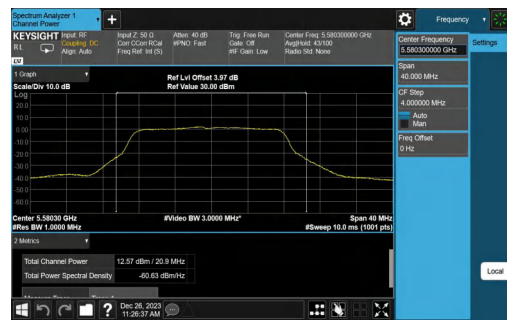 Spectrum Analyzer 1
Channel Power
Frequency
KEYSIGHT
RL
Input: RF
Coupling: DC
Align: Auto
Input Z: 50 Ω
Corr CCorr RCal
Freq Ref: Int (S)
Atten: 40 dB
#PNO: Fast
Trig: Free Run
Gate: Off
#IF Gain: Low
Center Freq: 5.580300000 GHz
Avg|Hold: 43/100
Radio Std: None
LVI
Center Frequency
5.580300000 GHz
Settings
Span
40.000 MHz
CF Step
4.000000 MHz
Auto
Man
Freq Offset
0 Hz
Local
1 Graph
Scale/Div 10.0 dB
Ref Lvl Offset 3.97 dB
Ref Value 30.00 dBm
Log
20.0
10.0
0.00
-10.0
-20.0
-30.0
-40.0
-50.0
-60.0
Center 5.58030 GHz
#Video BW 3.0000 MHz*
Span 40 MHz
#Res BW 1.0000 MHz
#Sweep 10.0 ms (1001 pts)
2 Metrics
Total Channel Power 12.57 dBm / 20.9 MHz
Total Power Spectral Density -60.63 dBm/Hz
Dec 26, 2023
11:26:37 AM